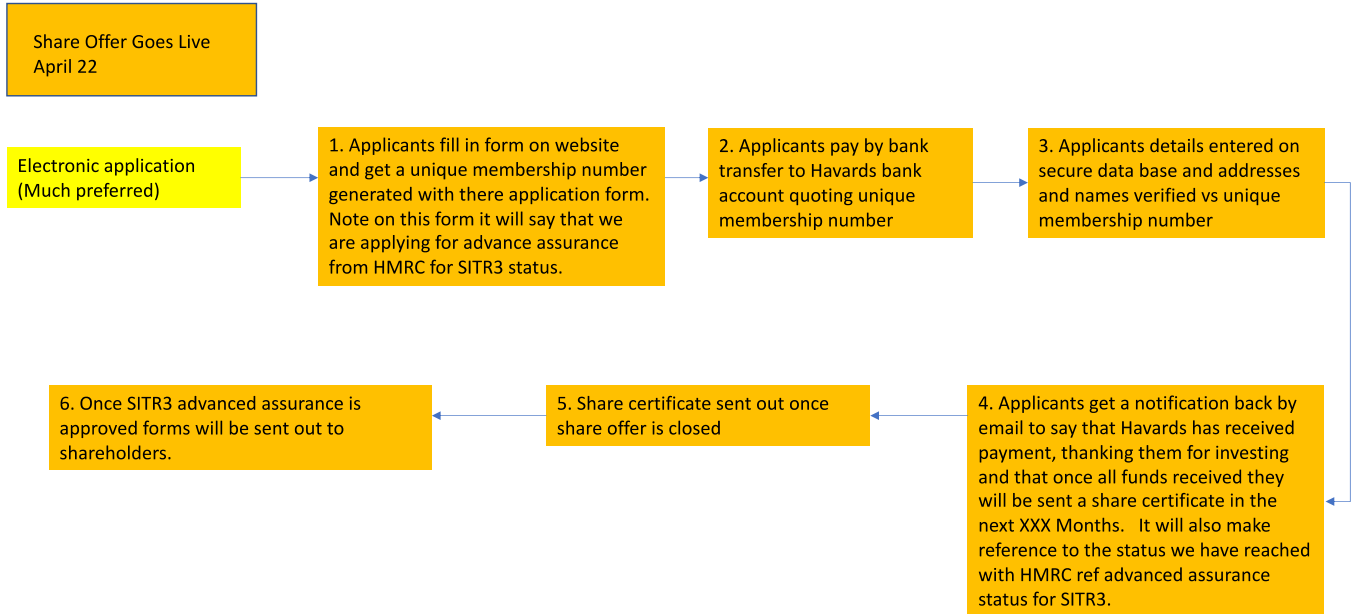 Share Offer Goes Live
April 22
Electronic application
(Much preferred)
1. Applicants fill in form on website
and get a unique membership number
generated with there application form.
Note on this form it will say that we
are applying for advance assurance
from HMRC for SITR3 status.
2. Applicants pay by bank
transfer to Havards bank
account quoting unique
membership number
3. Applicants details entered on
secure data base and addresses
and names verified vs unique
membership number
4. Applicants get a notification back by
email to say that Havards has received
payment, thanking them for investing
and that once all funds received they
will be sent a share certificate in the
next XXX Months.   It will also make
reference to the status we have reached
with HMRC ref advanced assurance
status for SITR3.
5. Share certificate sent out once
share offer is closed
6. Once SITR3 advanced assurance is
approved forms will be sent out to
shareholders.